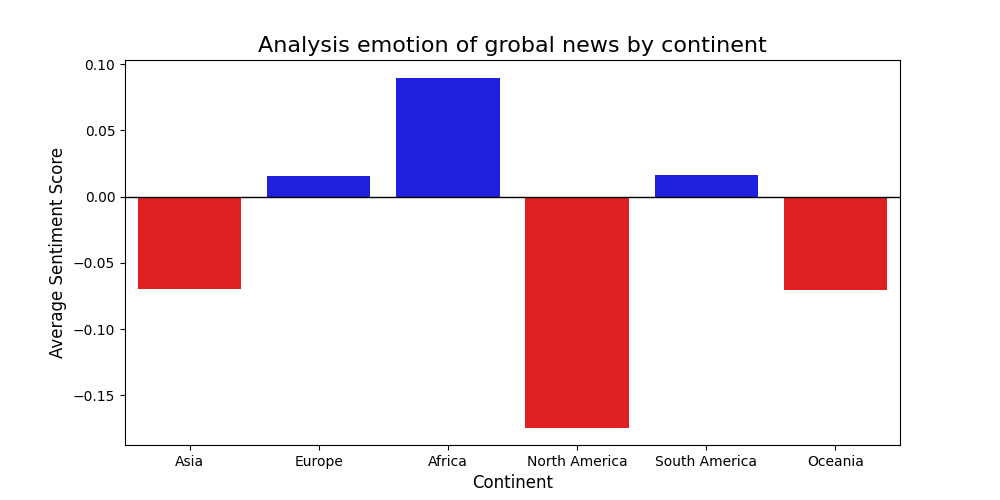 Analysis emotion of grobal news by continent
0.10
0.05
0.00
−0.05
−0.10
−0.15
Average Sentiment Score
Asia Europe Africa North America South America Oceania
Continent